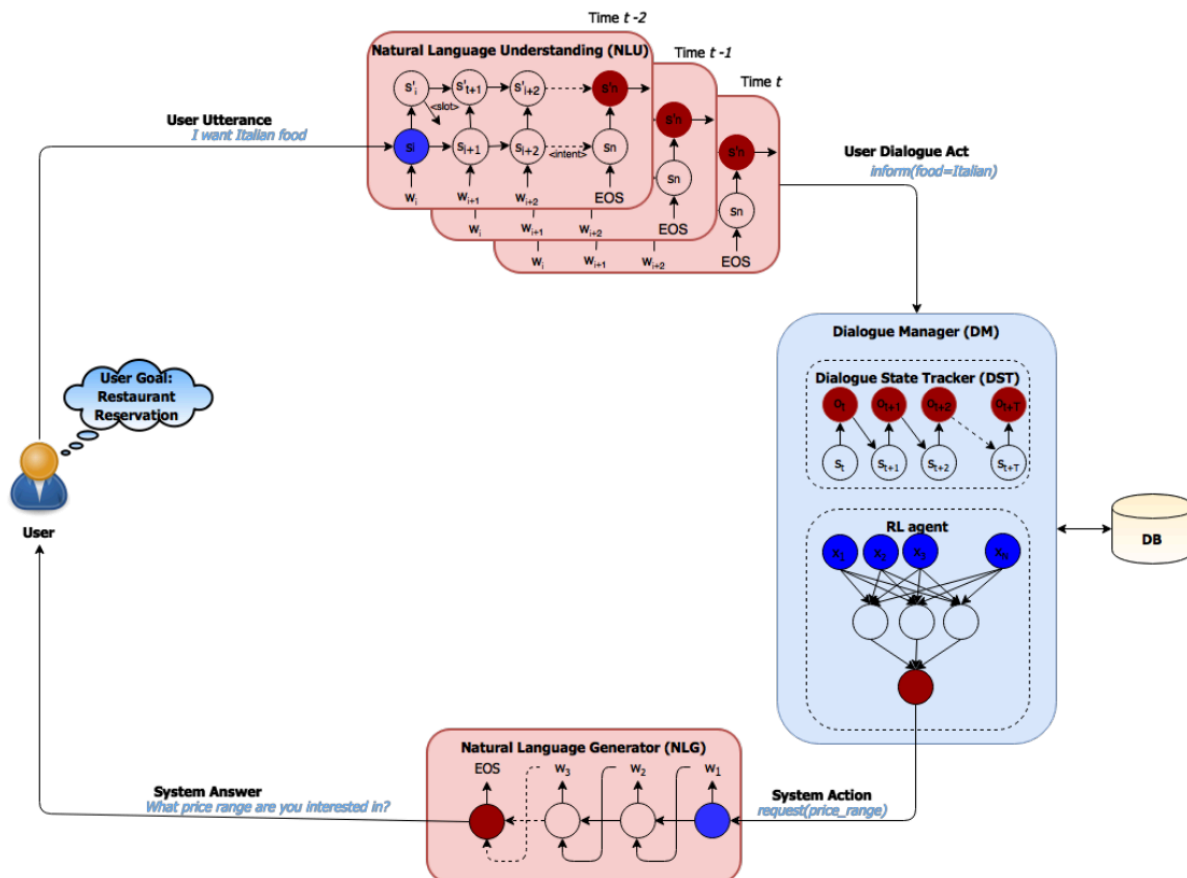 Time t -2
Natural Language Understanding (NLU)
Time t -1
s'i s't+1 s'i+2 s'n
Time t
<slot>
s'n
User Utterance
I want Italian food
si si+1 si+2 <intent> sn
s'n
User Dialogue Act
inform(food=Italian)
sn
wi wi+1 wi+2 EOS
sn
wi wi+1 wi+2 EOS
wi wi+1 wi+2 EOS
Dialogue Manager (DM)
User Goal:
Restaurant
Reservation
Dialogue State Tracker (DST)
ot ot+1 ot+2 ot+T
st st+1 st+2 st+T
User
RL agent
DB
x1 x2 x3 xn
Natural Language Generator (NLG)
EOS w3 w2 w1
System Answer
What price range are you interested in?
System Action
request(price_range)